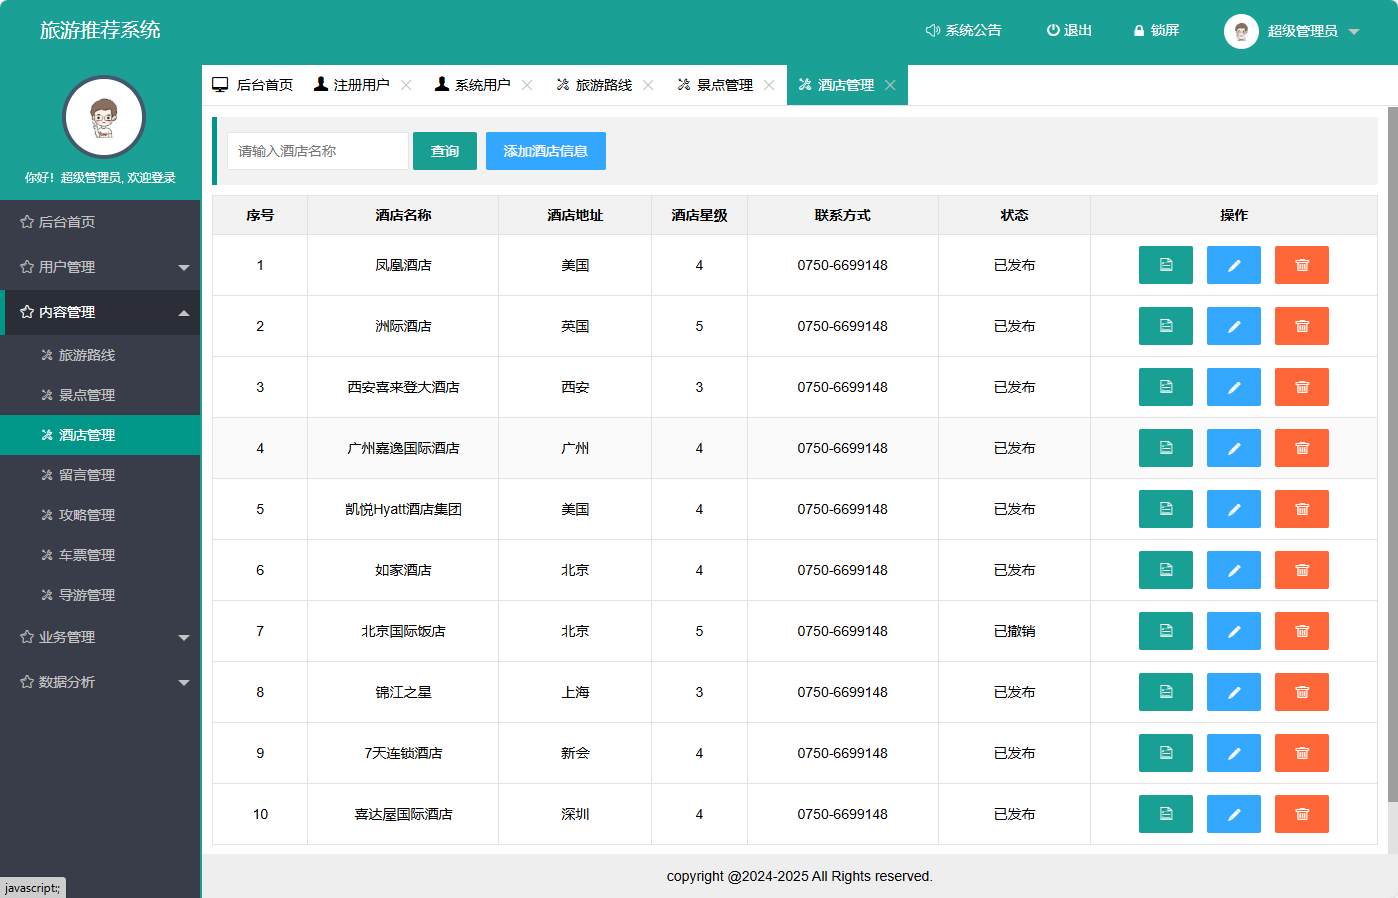 旅游推荐系统
系统公告 退出 锁屏 超级管理员
你好！超级管理员, 欢迎登录
后台首页
用户管理
内容管理
旅游路线
景点管理
酒店管理
留言管理
攻略管理
车票管理
导游管理
业务管理
数据分析
后台首页 注册用户 系统用户 旅游路线 景点管理 酒店管理
请输入酒店名称 查询 添加酒店信息
序号 酒店名称 酒店地址 酒店星级 联系方式 状态 操作
1 凤凰酒店 美国 4 0750-6699148 已发布
2 洲际酒店 英国 5 0750-6699148 已发布
3 西安喜来登大酒店 西安 3 0750-6699148 已发布
4 广州嘉逸国际酒店 广州 4 0750-6699148 已发布
5 凯悦Hyatt酒店集团 美国 4 0750-6699148 已发布
6 如家酒店 北京 4 0750-6699148 已发布
7 北京国际饭店 北京 5 0750-6699148 已撤销
8 锦江之星 上海 3 0750-6699148 已发布
9 7天连锁酒店 新会 4 0750-6699148 已发布
10 喜达屋国际酒店 深圳 4 0750-6699148 已发布
copyright @2024-2025 All Rights reserved.
javascript:;